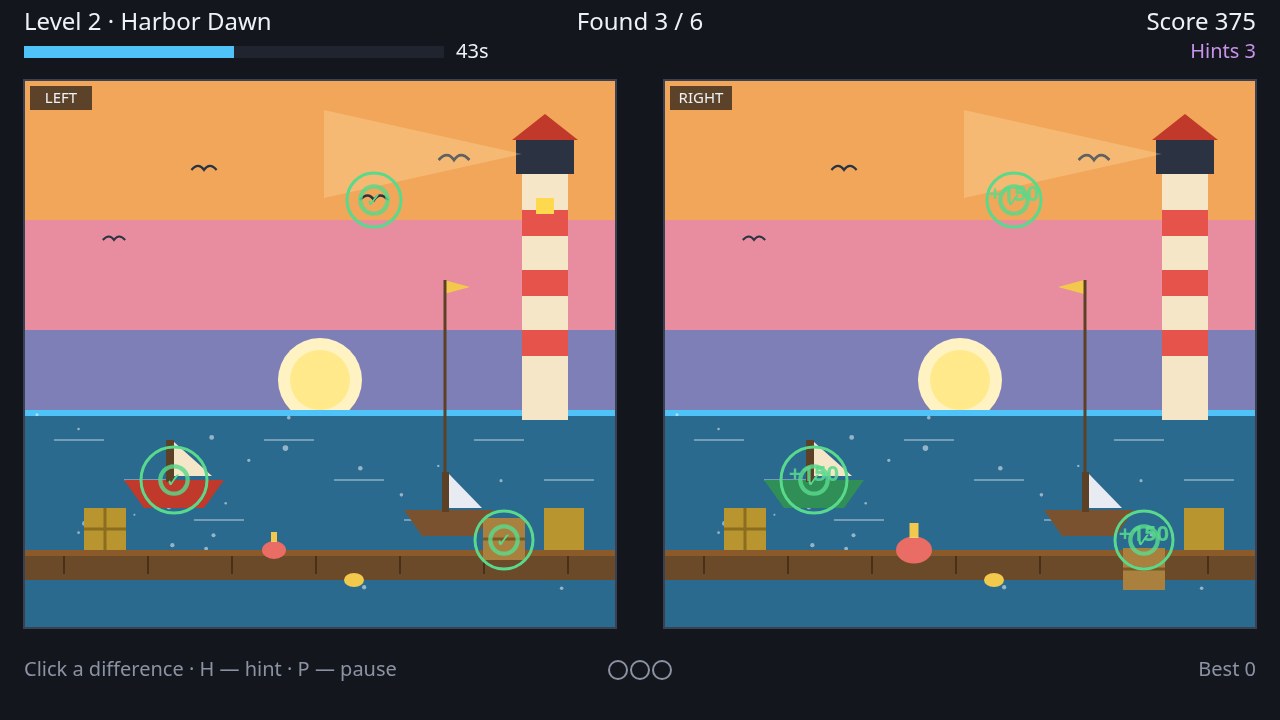 Level 2 · Harbor Dawn
Found 3 / 6
Score 375
43s
Hints 3
LEFT
RIGHT
Click a difference · H — hint · P — pause
Best 0